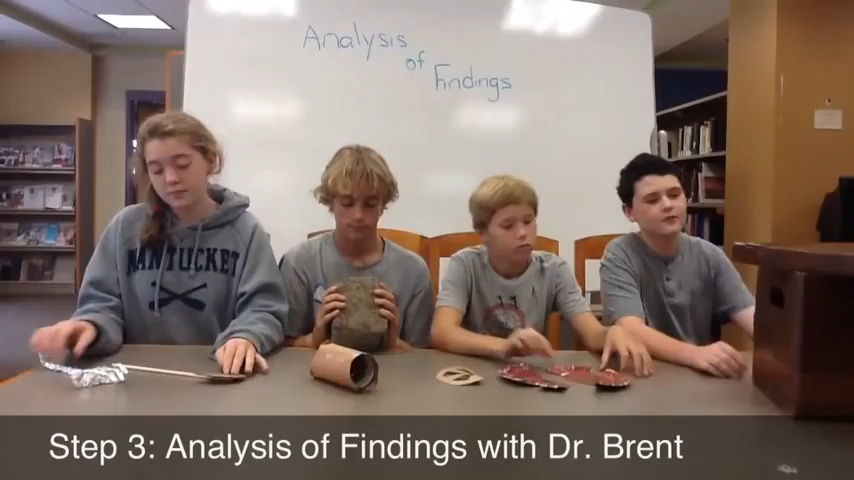 Analysis
of
Findings
NANTUCKET
Step 3: Analysis of Findings with Dr. Brent